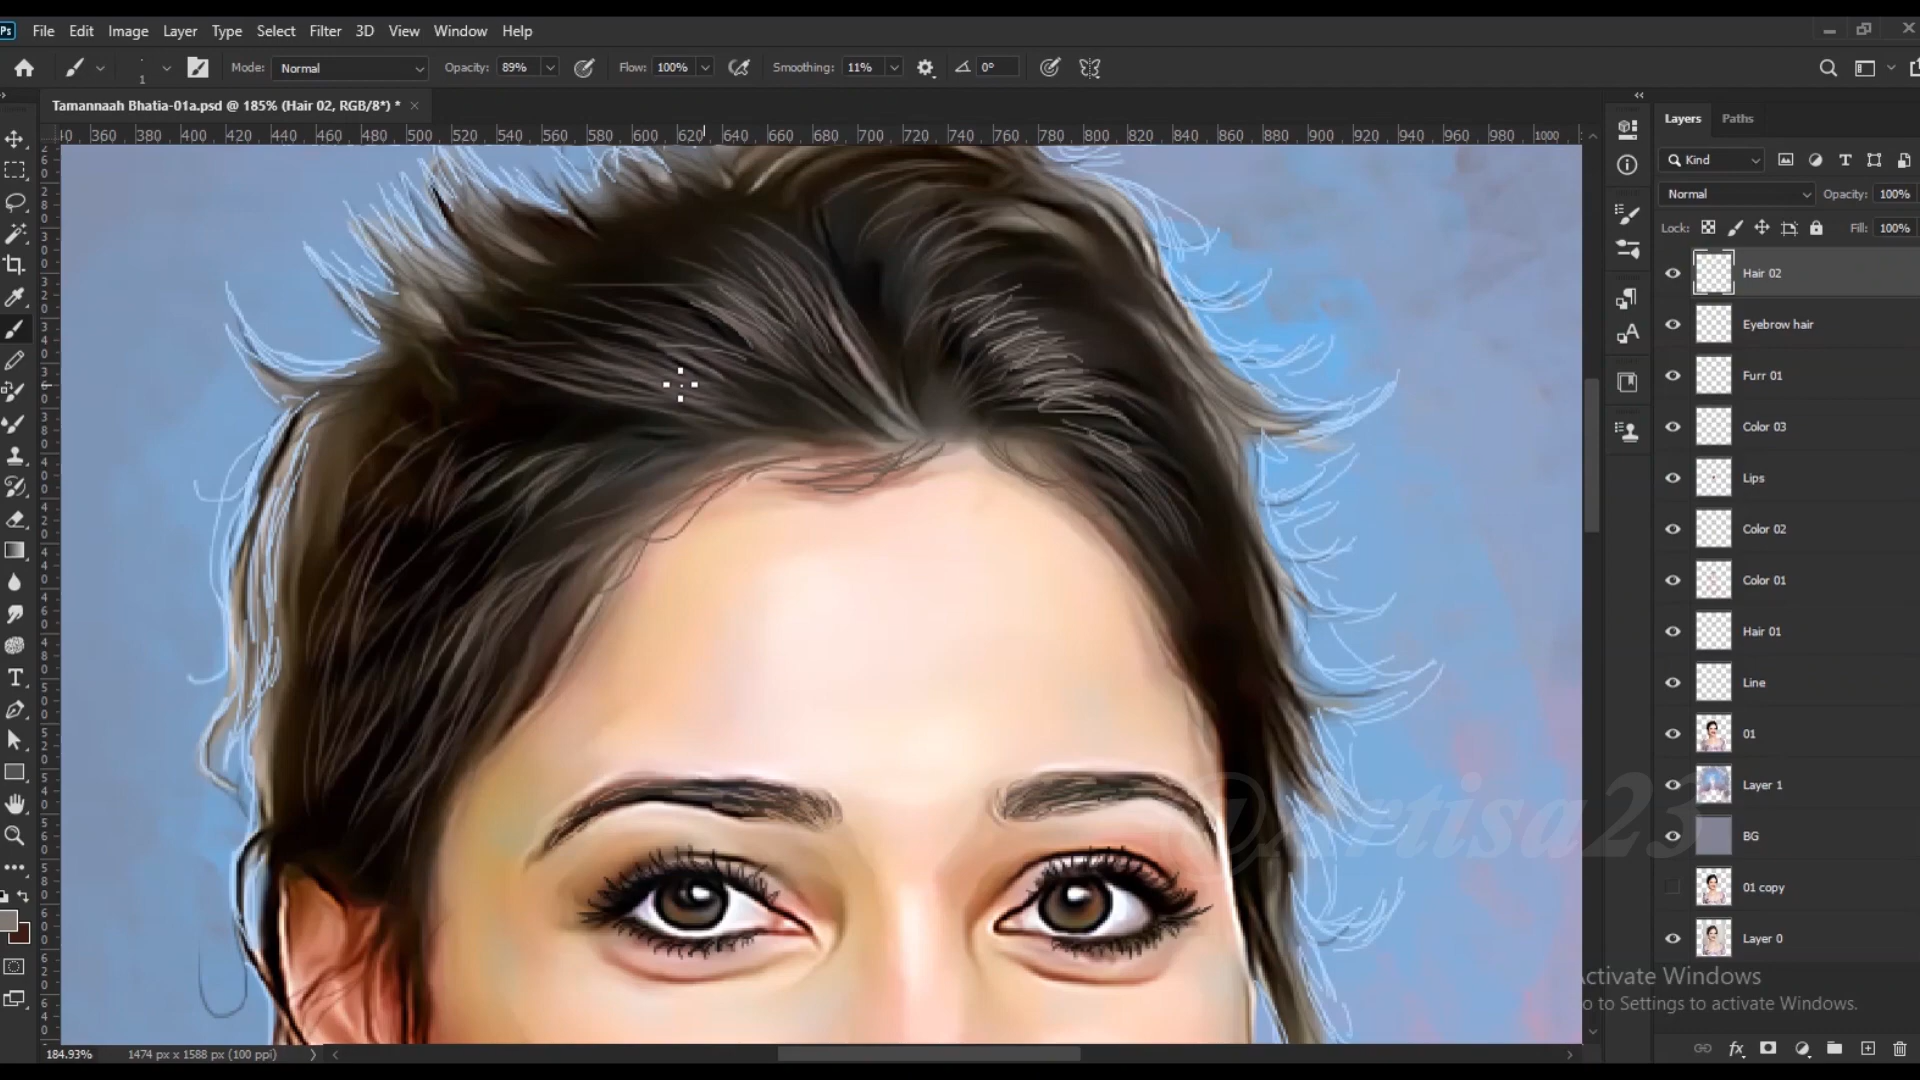 Ps File Edit Image Layer Type Select Filter 3D View Window Help
1 Mode: Normal Opacity: 89% Flow: 100% Smoothing: 11% 0°
Tamannaah Bhatia-01a.psd @ 185% (Hair 02, RGB/8*) * ×
360 380 400 420 440 460 480 500 520 540 560 580 600 620 640 660 680 700 720 740 760 780 800 820 840 860 880 900 920 940 960 980 1000
Layers Paths
Kind
Normal Opacity: 100%
Lock: Fill: 100%
Hair 02
Eyebrow hair
Furr 01
Color 03
Lips
Color 02
Color 01
Hair 01
Line
01
Layer 1
BG
01 copy
Layer 0
@Artisa23
Activate Windows
o to Settings to activate Windows.
184.93% 1474 px x 1588 px (100 ppi)